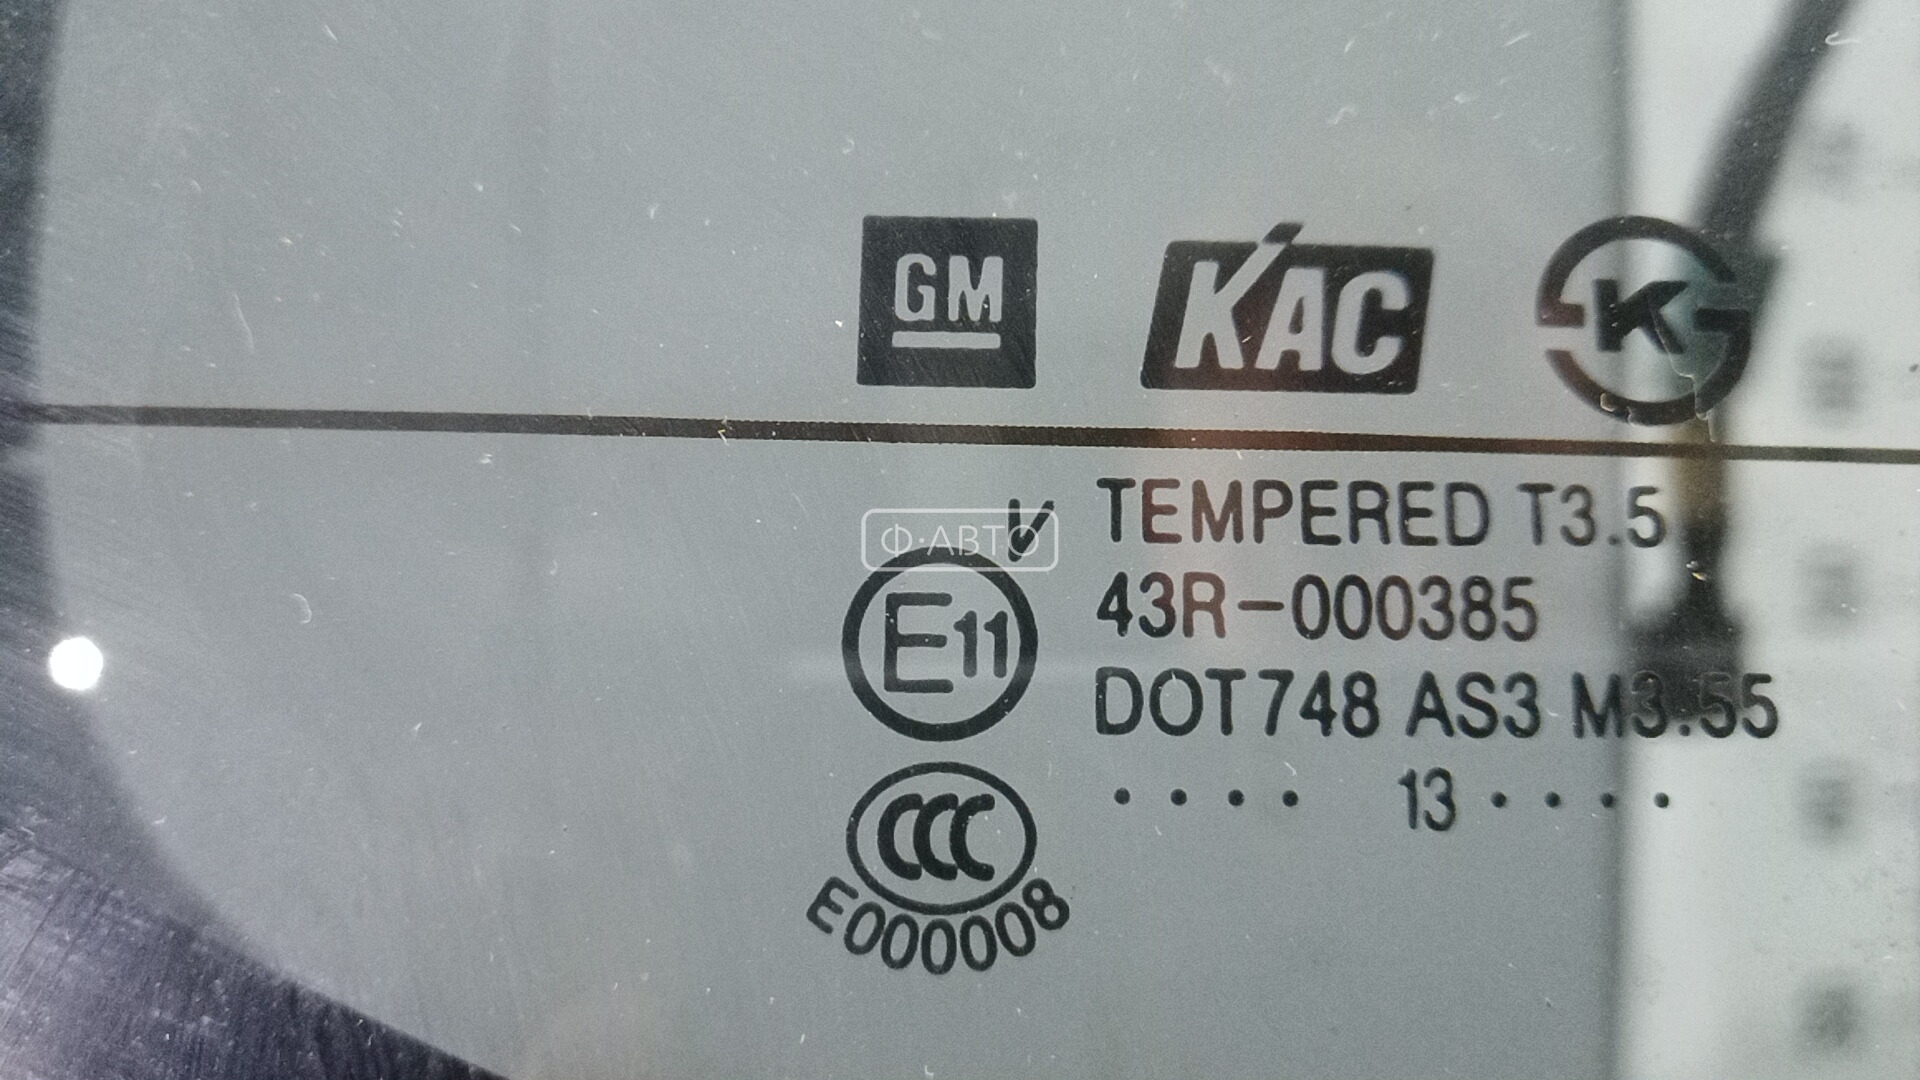 GM KAC K
V TEMPERED T3.5
Ф·АВТО
E11 43R-000385
DOT748 AS3 M3.55
CCC .... 13 ....
E000008